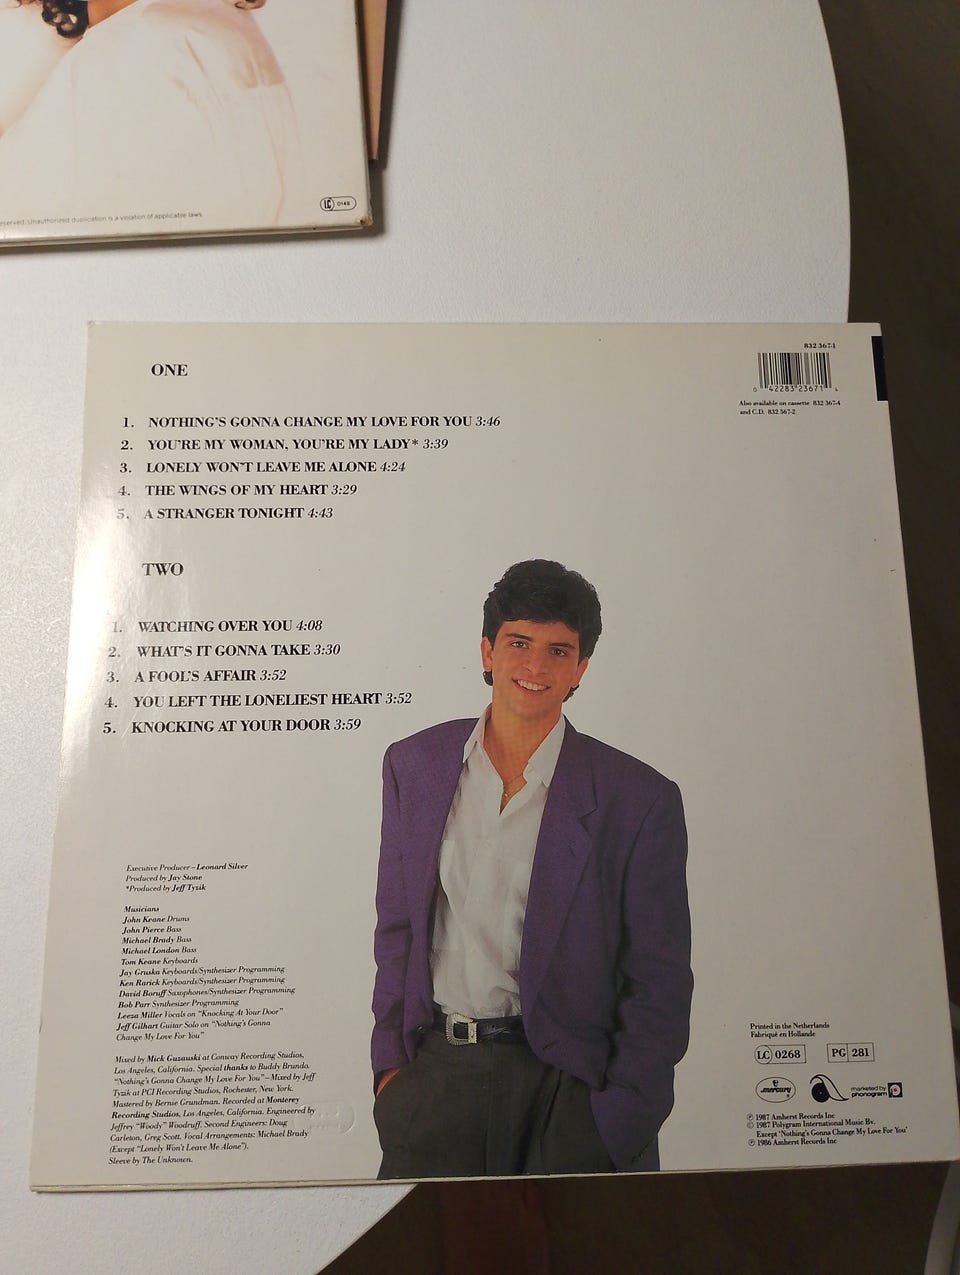 eserved. Unauthorized duplication is a violation of applicable laws.
LC 0149
832 367-1
0 42283 23671 4
Also available on cassette 832 367-4
and C.D. 832 367-2
ONE
1. NOTHING'S GONNA CHANGE MY LOVE FOR YOU 3:46
2. YOU'RE MY WOMAN, YOU'RE MY LADY* 3:39
3. LONELY WON'T LEAVE ME ALONE 4:24
4. THE WINGS OF MY HEART 3:29
5. A STRANGER TONIGHT 4:43
TWO
1. WATCHING OVER YOU 4:08
2. WHAT'S IT GONNA TAKE 3:30
3. A FOOL'S AFFAIR 3:52
4. YOU LEFT THE LONELIEST HEART 3:52
5. KNOCKING AT YOUR DOOR 3:59
Executive Producer – Leonard Silver
Produced by Jay Stone
*Produced by Jeff Tyzik
Musicians
John Keane Drums
John Pierce Bass
Michael Brady Bass
Michael London Bass
Tom Keane Keyboards
Jay Gruska Keyboards/Synthesizer Programming
Ken Rarick Keyboards/Synthesizer Programming
David Boruff Saxophones/Synthesizer Programming
Bob Parr Synthesizer Programming
Leeza Miller Vocals on "Knocking At Your Door"
Jeff Gilhart Guitar Solo on "Nothing's Gonna
Change My Love For You"
Mixed by Mick Guzauski at Conway Recording Studios,
Los Angeles, California. Special thanks to Buddy Brundo.
"Nothing's Gonna Change My Love For You" – Mixed by Jeff
Tyzik at PCI Recording Studios, Rochester, New York.
Mastered by Bernie Grundman. Recorded at Monterey
Recording Studios, Los Angeles, California. Engineered by
Jeffrey "Woody" Woodruff. Second Engineers: Doug
Carleton, Greg Scott. Vocal Arrangements: Michael Brady
(Except "Lonely Won't Leave Me Alone").
Sleeve by The Unknown.
Printed in the Netherlands
Fabriqué en Hollande
LC 0268 PG 281
mercury
marketed by
phonogram
℗ 1987 Amherst Records Inc
© 1987 Polygram International Music Bv.
Except 'Nothing's Gonna Change My Love For You'
℗ 1986 Amherst Records Inc